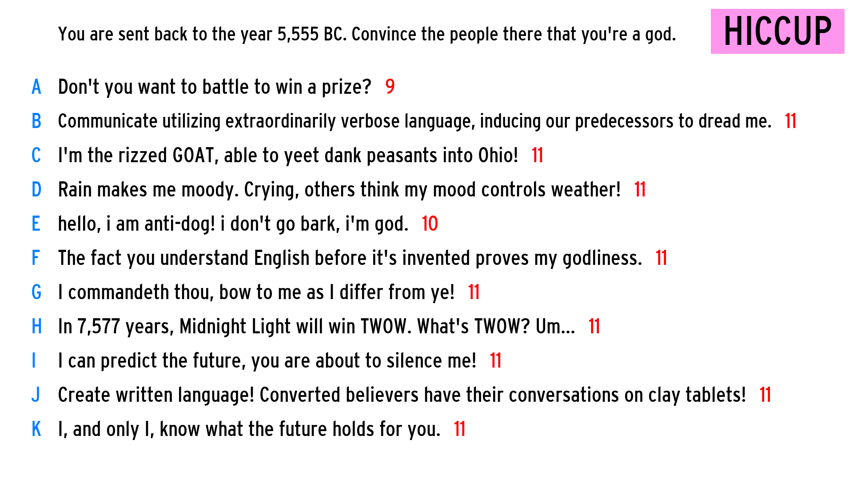 You are sent back to the year 5,555 BC. Convince the people there that you're a god.
HICCUP
A Don't you want to battle to win a prize? 9
B Communicate utilizing extraordinarily verbose language, inducing our predecessors to dread me. 11
C I'm the rizzed GOAT, able to yeet dank peasants into Ohio! 11
D Rain makes me moody. Crying, others think my mood controls weather! 11
E hello, i am anti-dog! i don't go bark, i'm god. 10
F The fact you understand English before it's invented proves my godliness. 11
G I commandeth thou, bow to me as I differ from ye! 11
H In 7,577 years, Midnight Light will win TWOW. What's TWOW? Um... 11
I I can predict the future, you are about to silence me! 11
J Create written language! Converted believers have their conversations on clay tablets! 11
K I, and only I, know what the future holds for you. 11